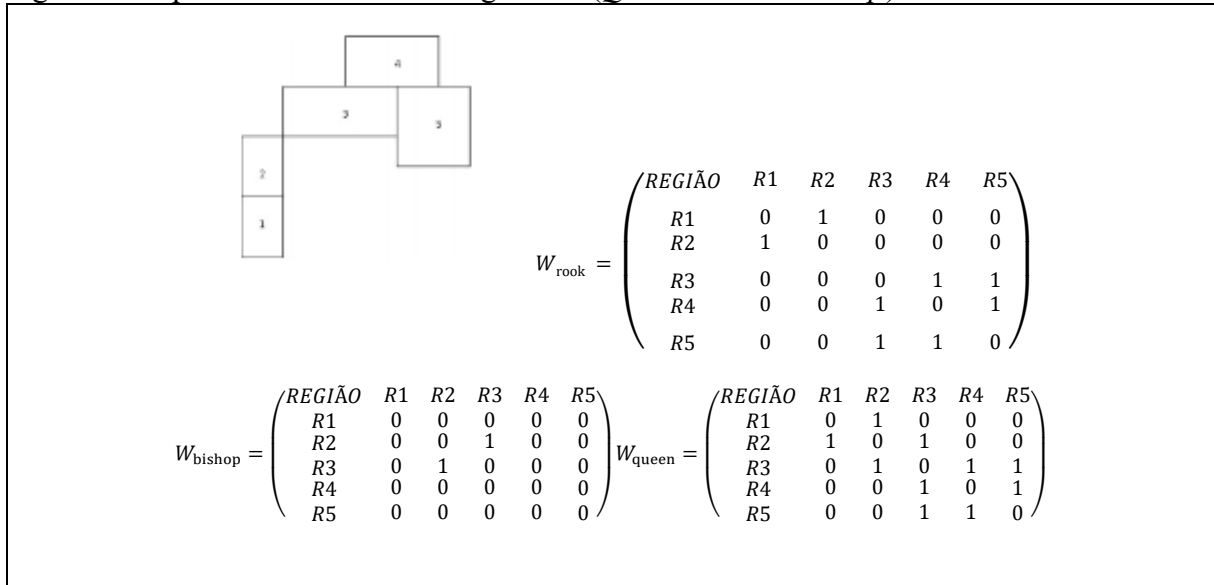 4
3
5
2
1
REGIÃO R1 R2 R3 R4 R5
R1 0 1 0 0 0
R2 1 0 0 0 0
W rook =
R3 0 0 0 1 1
R4 0 0 1 0 1
R5 0 0 1 1 0
REGIÃO R1 R2 R3 R4 R5
R1 0 0 0 0 0
R2 0 0 1 0 0
W bishop =
R3 0 1 0 0 0
R4 0 0 0 0 0
R5 0 0 0 0 0
REGIÃO R1 R2 R3 R4 R5
R1 0 1 0 0 0
R2 1 0 1 0 0
W queen =
R3 0 1 0 1 1
R4 0 0 1 0 1
R5 0 0 1 1 0